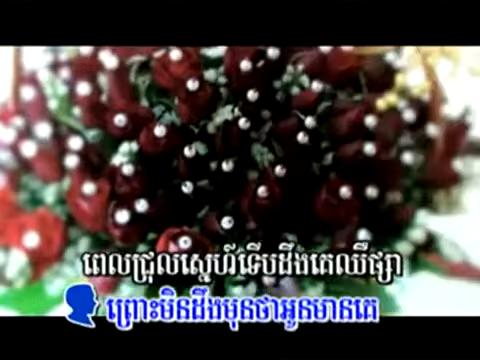 ពេលជ្រុលស្នេហ៍ទើបដឹងគេឈឺផ្សា
ព្រោះមិនដឹងមុនថាអូនមានគេ